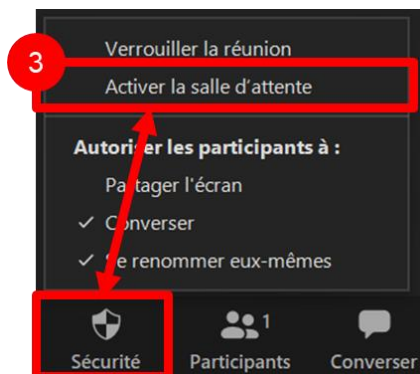 Verrouiller la réunion
3
Activer la salle d’attente
Autoriser les participants à :
Partager l'écran
Converser
Se renommer eux-mêmes
1
Sécurité Participants Converser